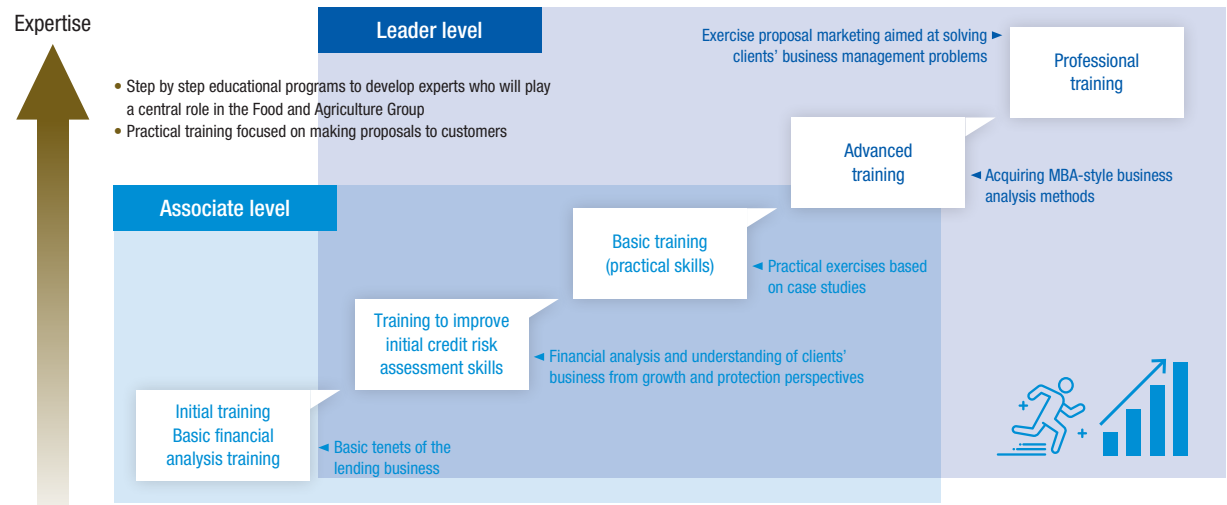 Expertise
Leader level
• Step by step educational programs to develop experts who will play
a central role in the Food and Agriculture Group
• Practical training focused on making proposals to customers
Exercise proposal marketing aimed at solving ►
clients' business management problems
Professional
training
Advanced
training
◄ Acquiring MBA-style business
analysis methods
Associate level
Basic training
(practical skills)
◄ Practical exercises based
on case studies
Training to improve
initial credit risk
assessment skills
◄ Financial analysis and understanding of clients'
business from growth and protection perspectives
Initial training
Basic financial
analysis training
◄ Basic tenets of the
lending business